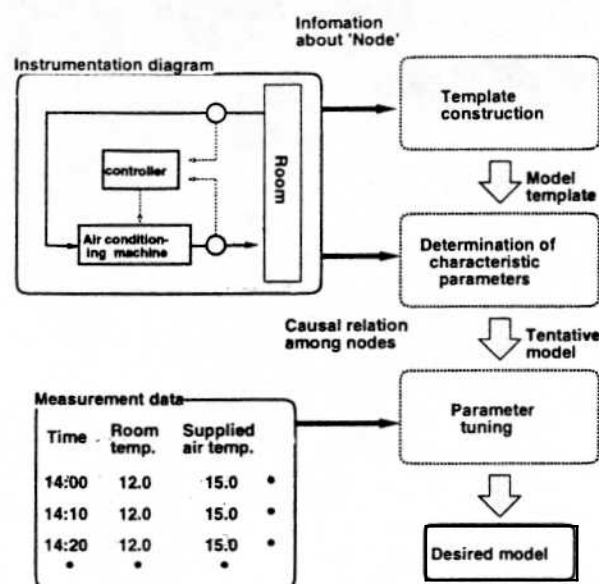 Infomation
about 'Node'
Instrumentation diagram
Template
construction
Room
controller
Model
template
Air condition-
ing machine
Determination of
characteristic
parameters
Causal relation
among nodes
Tentative
model
Measurement data
Parameter
tuning
Time Room temp. Supplied air temp.
14:00 12.0 15.0 •
14:10 12.0 15.0 •
14:20 12.0 15.0 •
• • •
Desired model